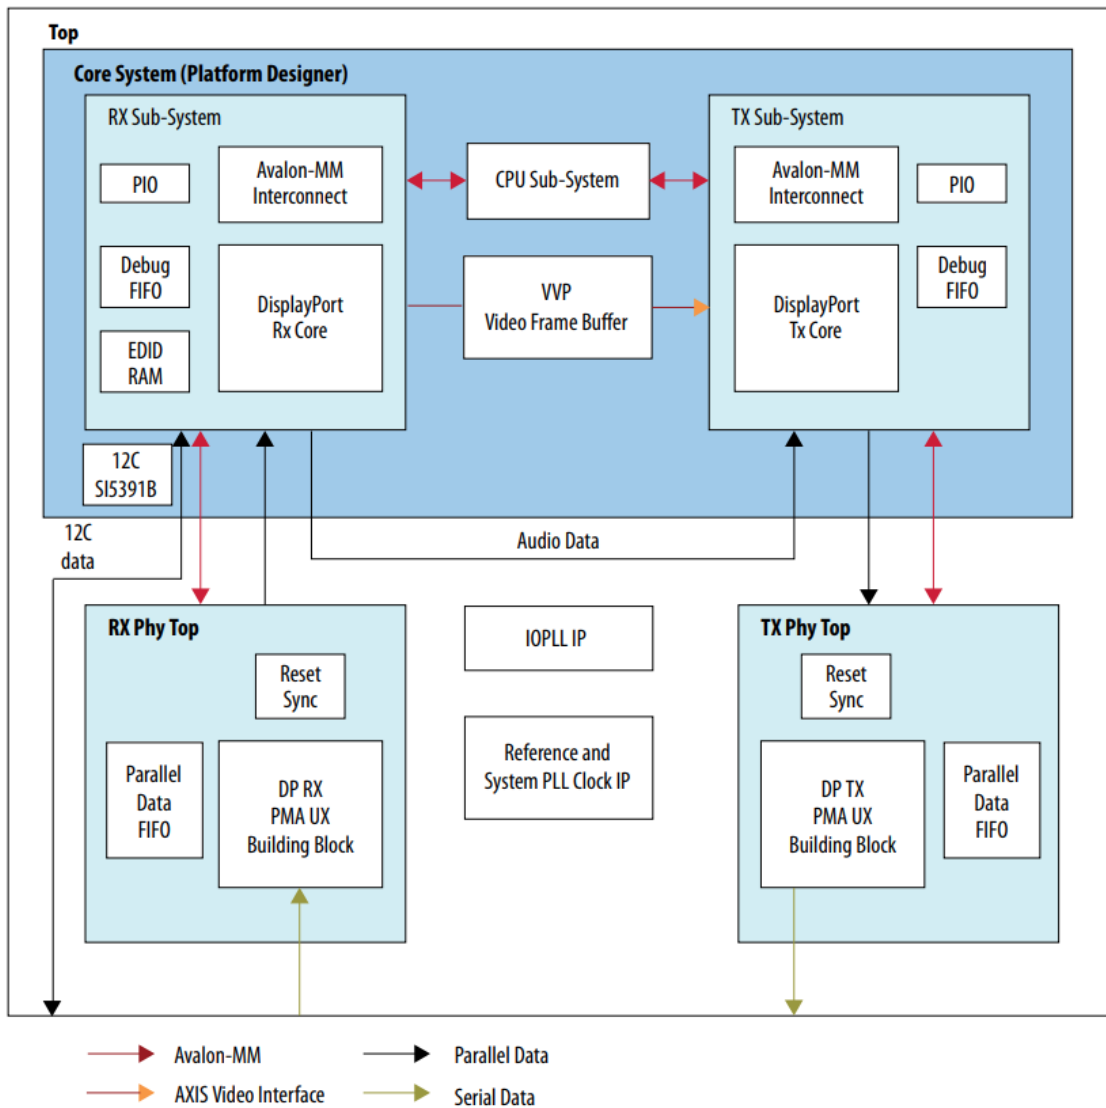 Top
Core System (Platform Designer)
RX Sub-System
PIO
Avalon-MM
Interconnect
Debug
FIFO
DisplayPort
Rx Core
EDID
RAM
CPU Sub-System
VVP
Video Frame Buffer
TX Sub-System
Avalon-MM
Interconnect
PIO
DisplayPort
Tx Core
Debug
FIFO
12C
SI5391B
12C
data
Audio Data
RX Phy Top
Reset
Sync
Parallel
Data
FIFO
DP RX
PMA UX
Building Block
IOPLL IP
Reference and
System PLL Clock IP
TX Phy Top
Reset
Sync
DP TX
PMA UX
Building Block
Parallel
Data
FIFO
Avalon-MM
Parallel Data
AXIS Video Interface
Serial Data